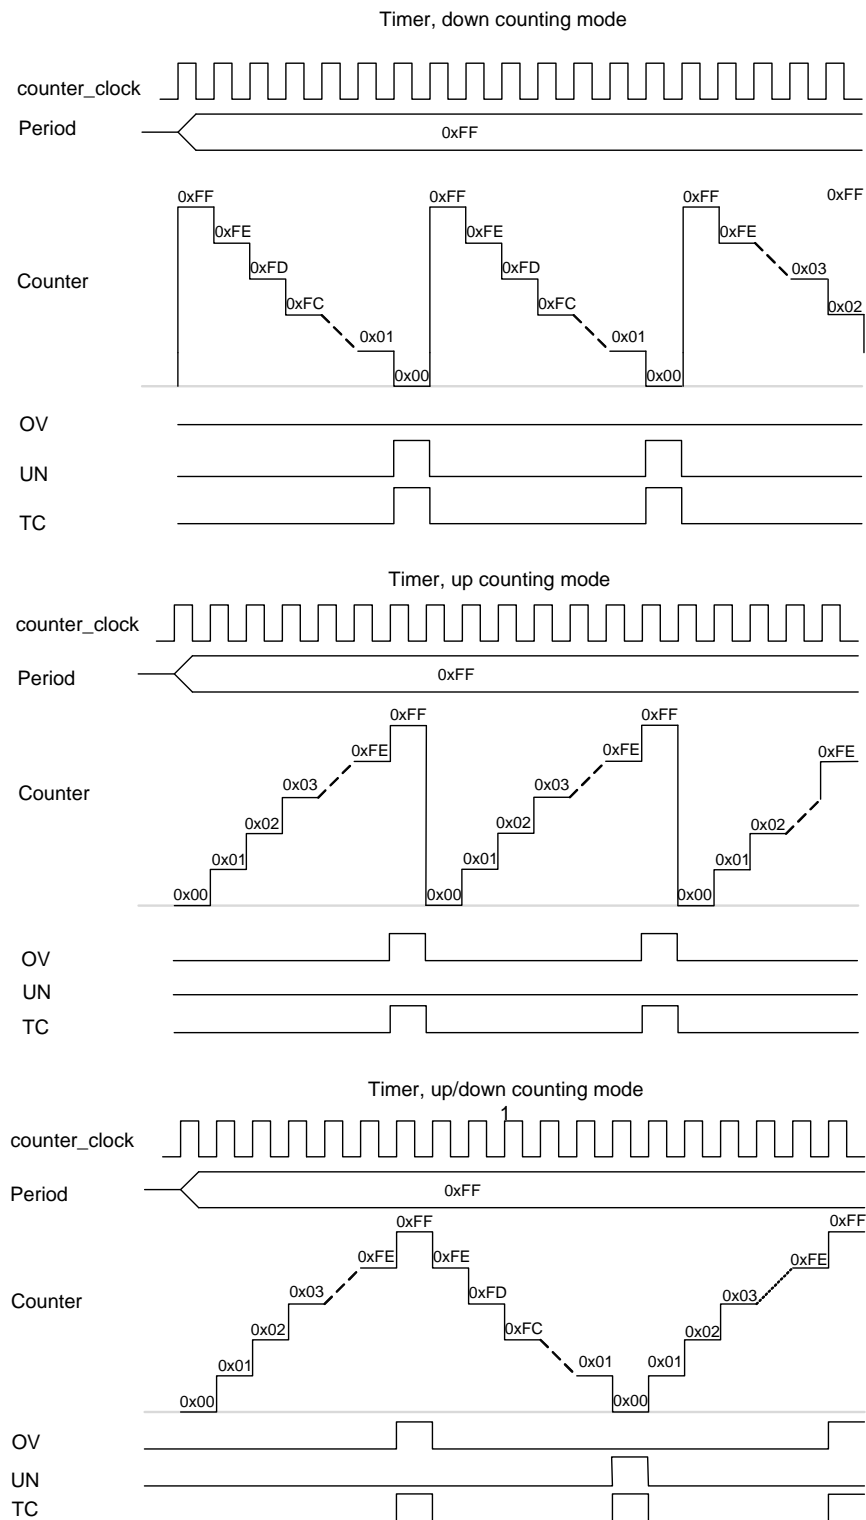 Timer, down counting mode
counter_clock
Period
0xFF
0xFF 0xFF 0xFF 0xFF
0xFE 0xFE 0xFE
0xFD 0xFD 0x03
Counter
0xFC 0xFC 0x02
0x01 0x01
0x00 0x00
OV
UN
TC
Timer, up counting mode
counter_clock
Period
0xFF
0xFF 0xFF
0xFE 0xFE 0xFE
Counter
0x03 0x03
0x02 0x02 0x02
0x01 0x01 0x01
0x00 0x00 0x00
OV
UN
TC
Timer, up/down counting mode
1
counter_clock
Period
0xFF
0xFF 0xFF
0xFE 0xFE 0xFE
0x03 0xFD 0x03
Counter
0x02 0xFC 0x02
0x01 0x01 0x01
0x00 0x00
OV
UN
TC